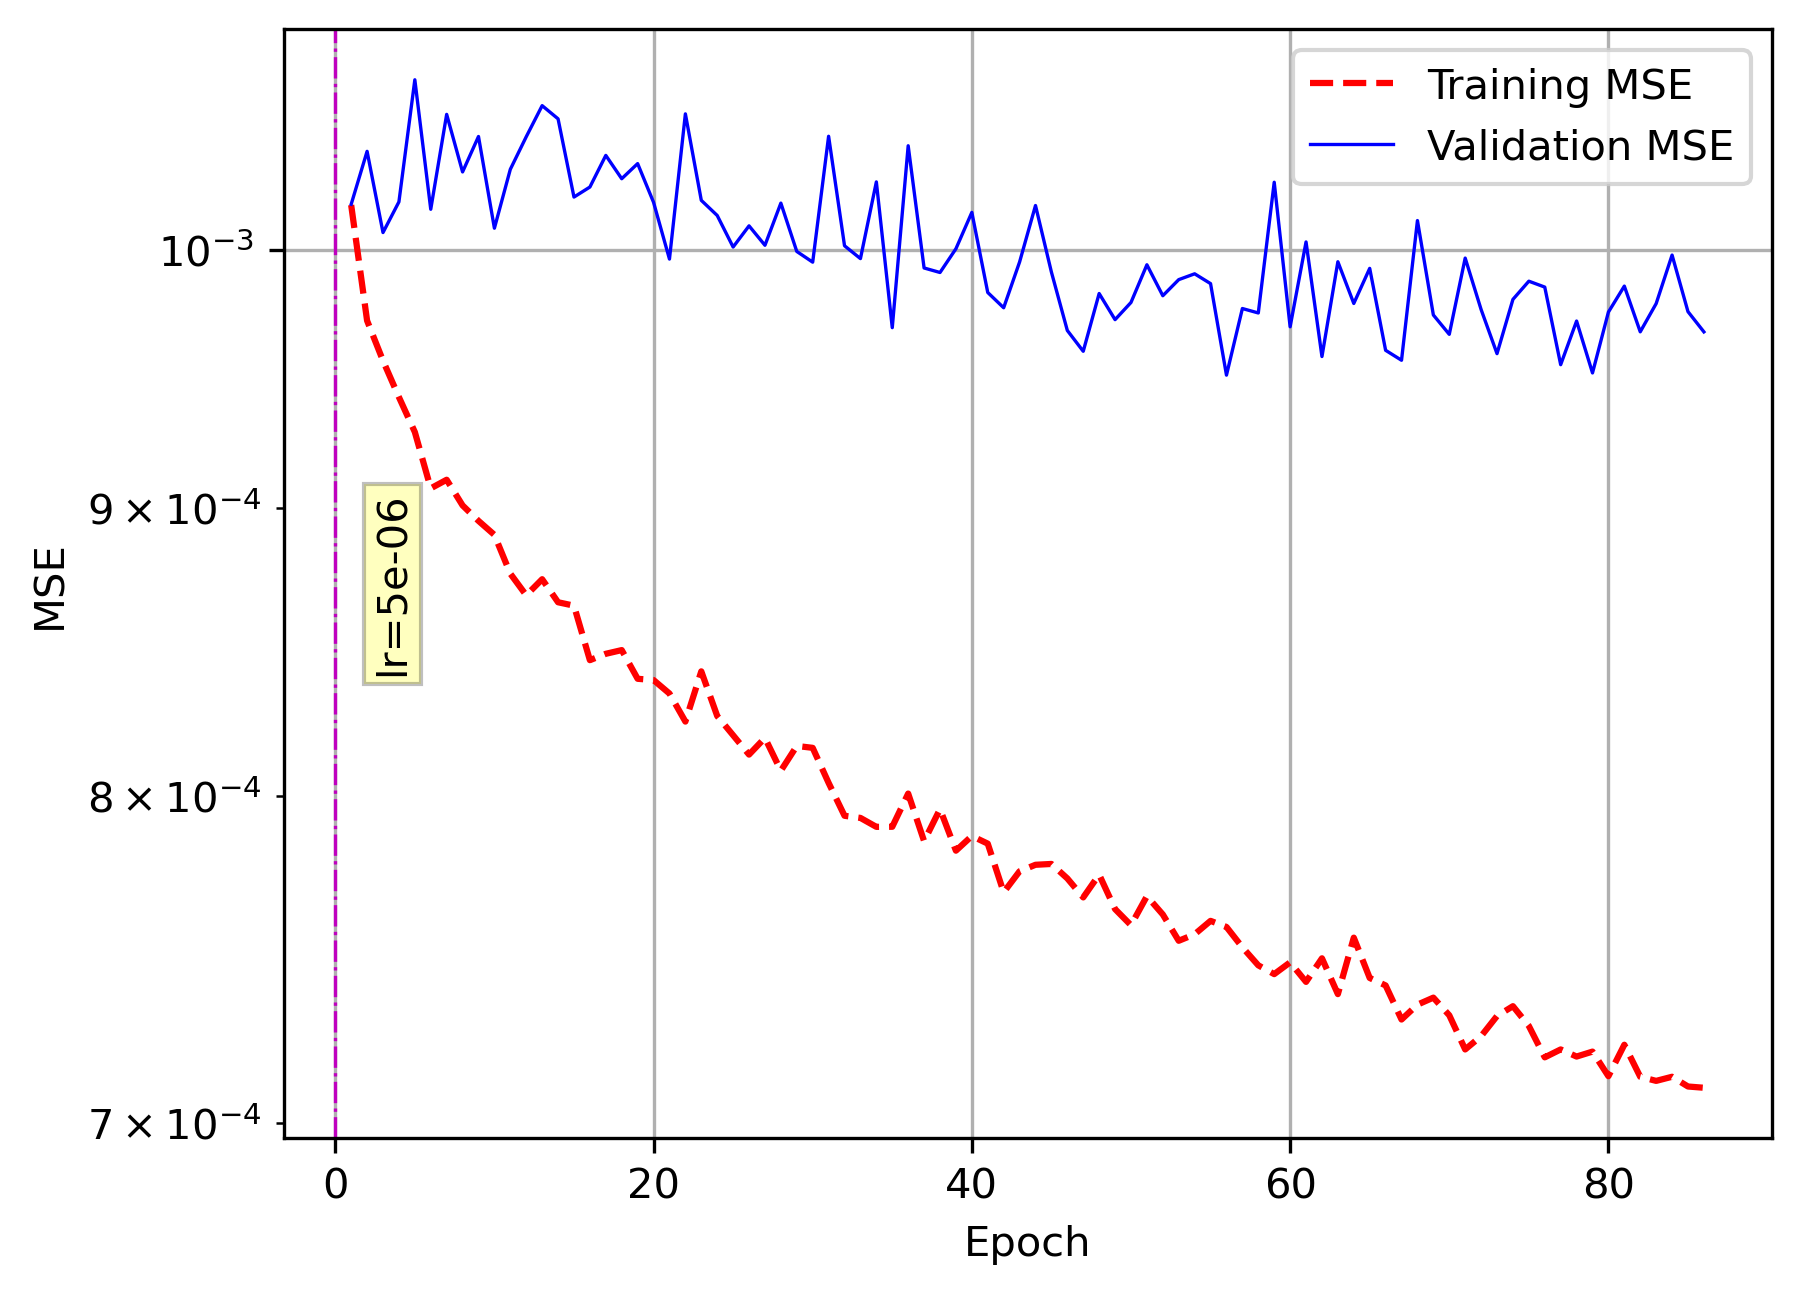 Training MSE
Validation MSE
10⁻³
9 × 10⁻⁴
8 × 10⁻⁴
7 × 10⁻⁴
MSE
lr=5e-06
0 20 40 60 80
Epoch